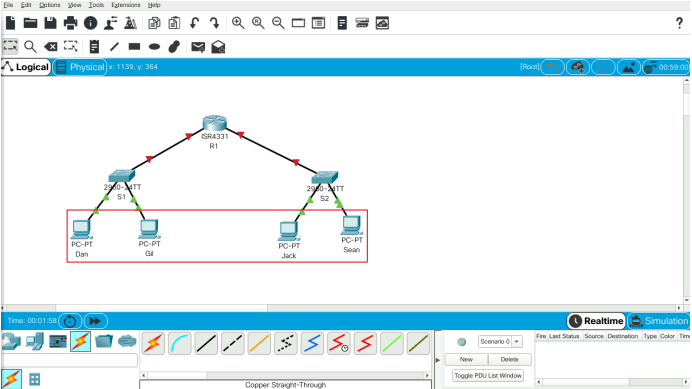 File Edit Options View Tools Extensions Help
?
Logical Physical x: 1139, y: 364 [Root] 00:59:00
ISR4331
R1
2960-24TT
S1
2960-24TT
S2
PC-PT
Dan
PC-PT
Gil
PC-PT
Jack
PC-PT
Sean
Time: 00:01:58 Realtime Simulation
Scenario 0
New Delete
Toggle PDU List Window
Fire Last Status Source Destination Type Color
Copper Straight-Through